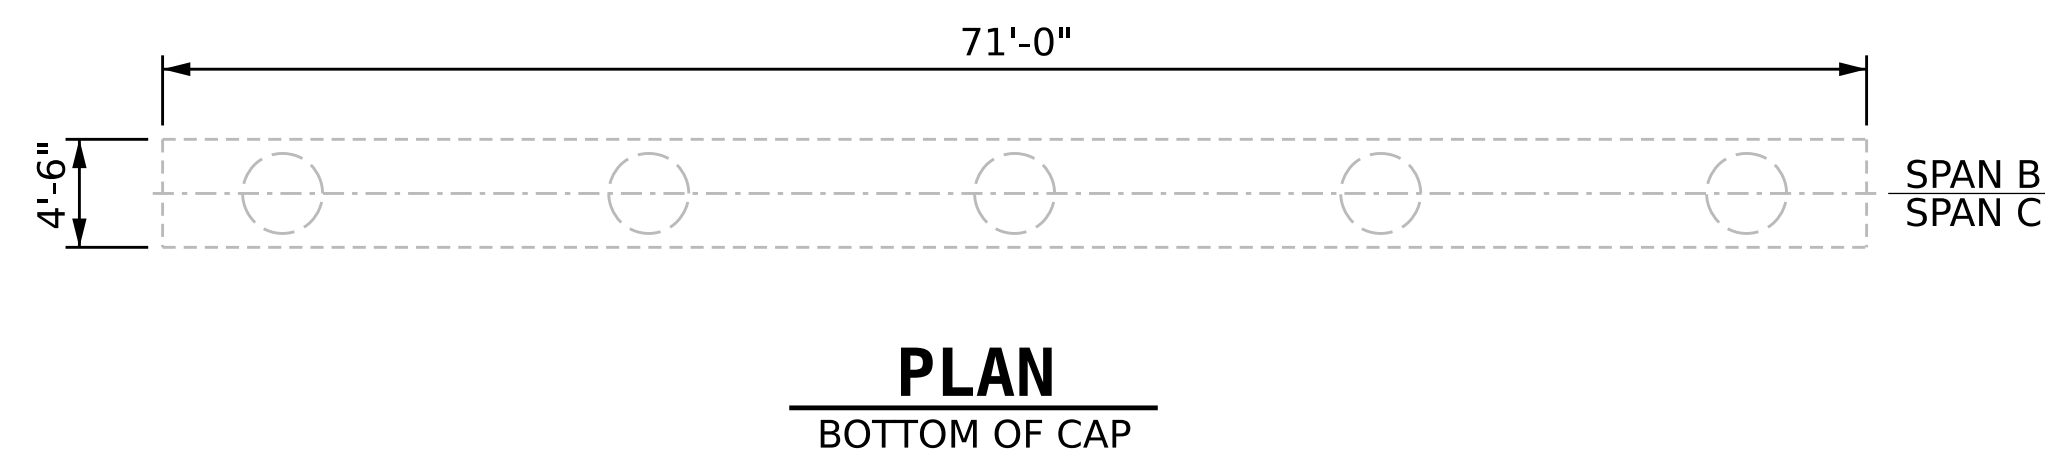 71'-0"
4'-6"
SPAN B
SPAN C
PLAN
BOTTOM OF CAP